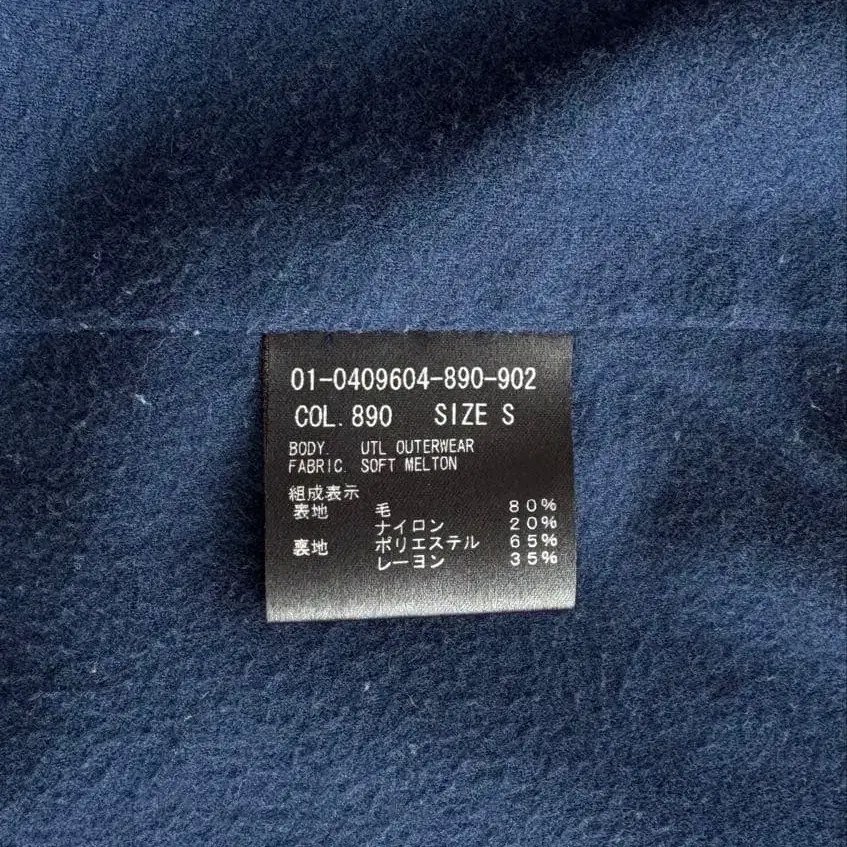 01-0409604-890-902
COL.890 SIZE S
BODY. UTL OUTERWEAR
FABRIC. SOFT MELTON
組成表示
表地 毛 80%
ナイロン 20%
裏地 ポリエステル 65%
レーヨン 35%